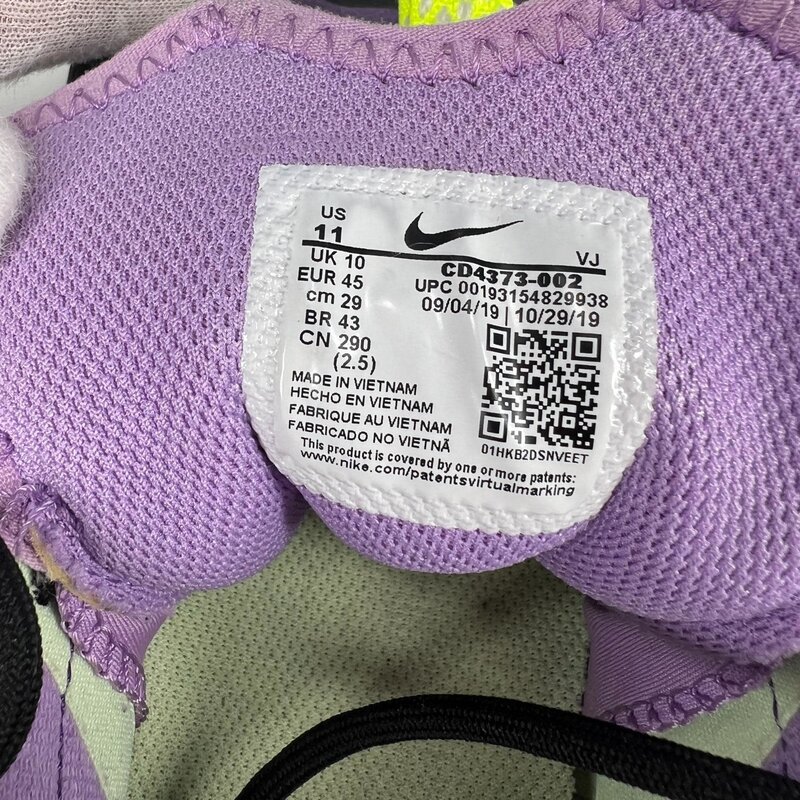 US
11
VJ
UK 10
CD4373-002
EUR 45
UPC 00193154829938
cm 29
09/04/19 | 10/29/19
BR 43
CN 290
(2.5)
MADE IN VIETNAM
HECHO EN VIETNAM
FABRIQUE AU VIETNAM
FABRICADO NO VIETNÃ
01HKB2DSNVEET
This product is covered by one or more patents:
www.nike.com/patentsvirtualmarking